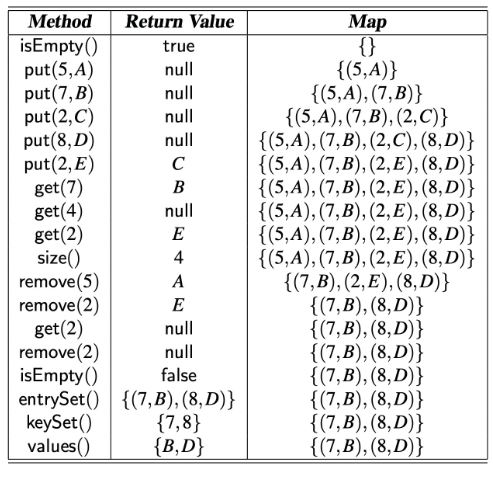 Method Return Value Map
isEmpty() true {}
put(5,A) null {(5,A)}
put(7,B) null {(5,A),(7,B)}
put(2,C) null {(5,A),(7,B),(2,C)}
put(8,D) null {(5,A),(7,B),(2,C),(8,D)}
put(2,E) C {(5,A),(7,B),(2,E),(8,D)}
get(7) B {(5,A),(7,B),(2,E),(8,D)}
get(4) null {(5,A),(7,B),(2,E),(8,D)}
get(2) E {(5,A),(7,B),(2,E),(8,D)}
size() 4 {(5,A),(7,B),(2,E),(8,D)}
remove(5) A {(7,B),(2,E),(8,D)}
remove(2) E {(7,B),(8,D)}
get(2) null {(7,B),(8,D)}
remove(2) null {(7,B),(8,D)}
isEmpty() false {(7,B),(8,D)}
entrySet() {(7,B),(8,D)} {(7,B),(8,D)}
keySet() {7,8} {(7,B),(8,D)}
values() {B,D} {(7,B),(8,D)}